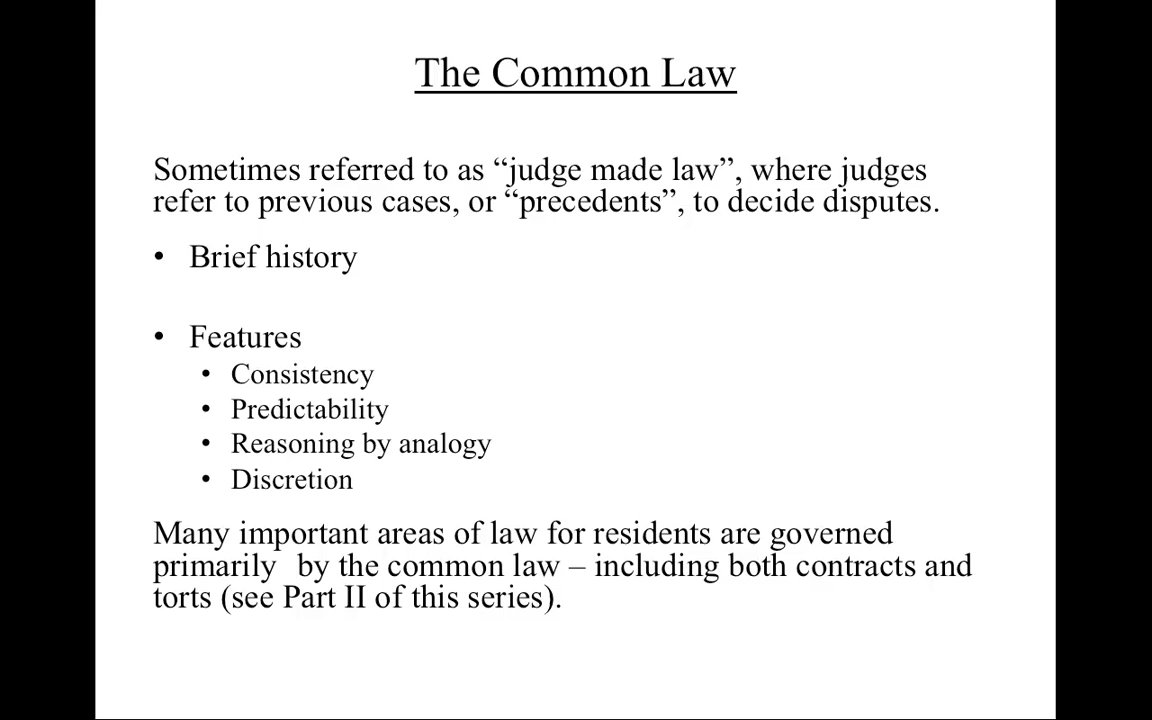 The Common Law
Sometimes referred to as “judge made law”, where judges
refer to previous cases, or “precedents”, to decide disputes.
• Brief history
• Features
• Consistency
• Predictability
• Reasoning by analogy
• Discretion
Many important areas of law for residents are governed
primarily by the common law – including both contracts and
torts (see Part II of this series).